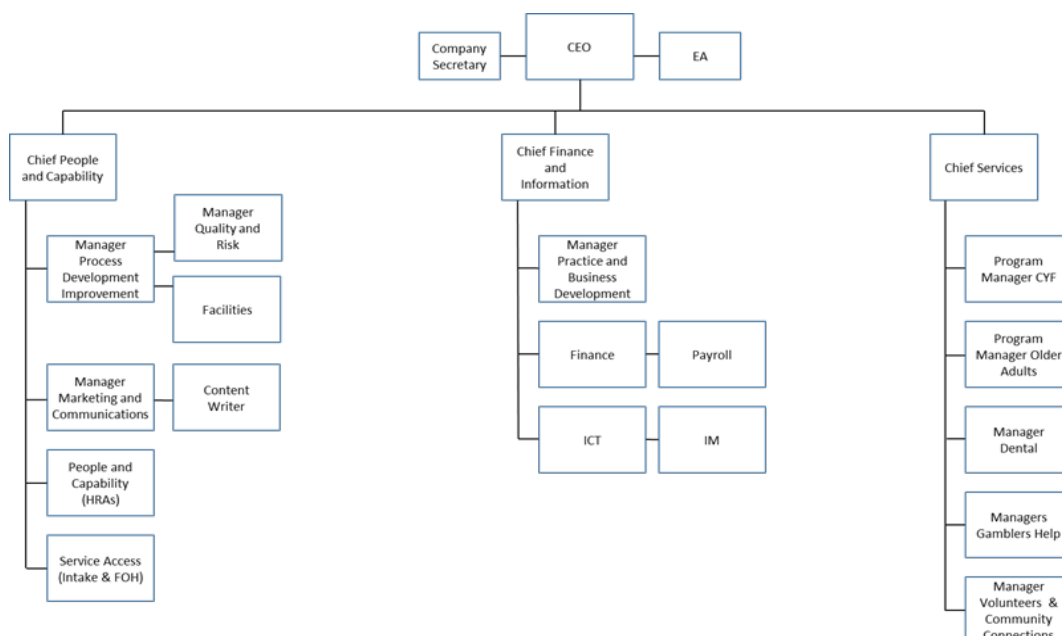 Company
Secretary
CEO
EA
Chief People
and Capability
Chief Finance
and
Information
Chief Services
Manager
Process
Development
Improvement
Manager
Quality and
Risk
Facilities
Manager
Marketing and
Communications
Content
Writer
People and
Capability
(HRAs)
Service Access
(Intake & FOH)
Manager
Practice and
Business
Development
Finance
Payroll
ICT
IM
Program
Manager CYF
Program
Manager Older
Adults
Manager
Dental
Managers
Gamblers Help
Manager
Volunteers &
Community
Connections